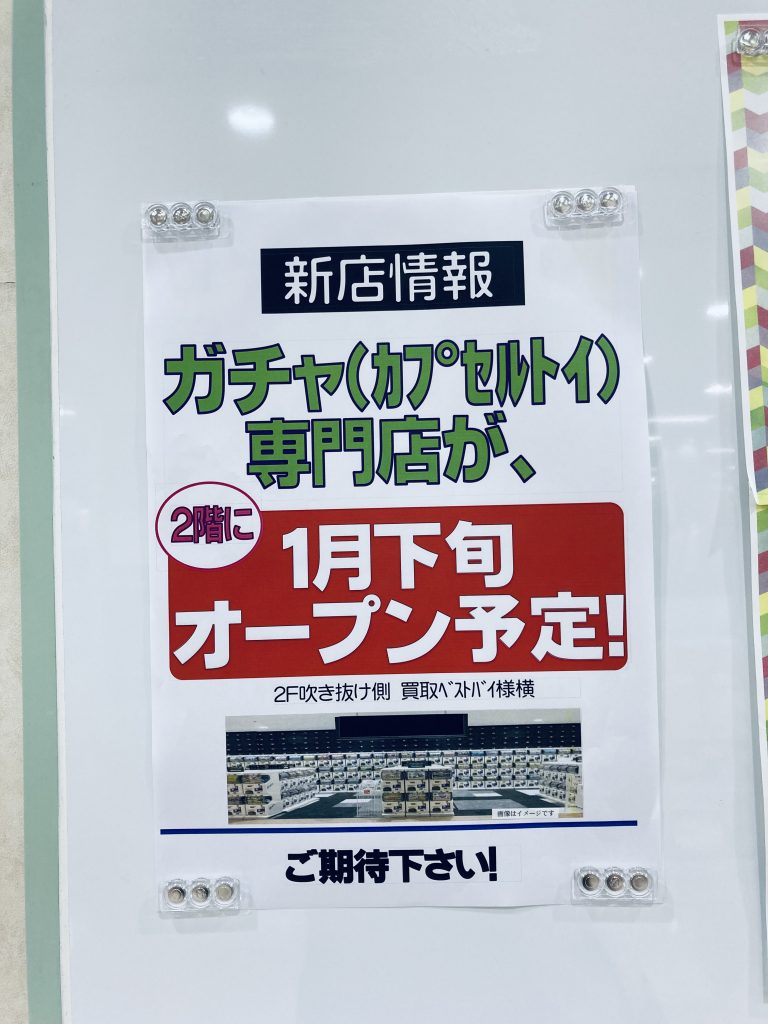 新店情報
ガチャ(ｶﾌﾟｾﾙﾄｲ)
専門店が、
2階に
1月下旬
オープン予定!
2F吹き抜け側 買取ﾍﾞｽﾄﾊﾞｲ様横
画像はイメージです
ご期待下さい!